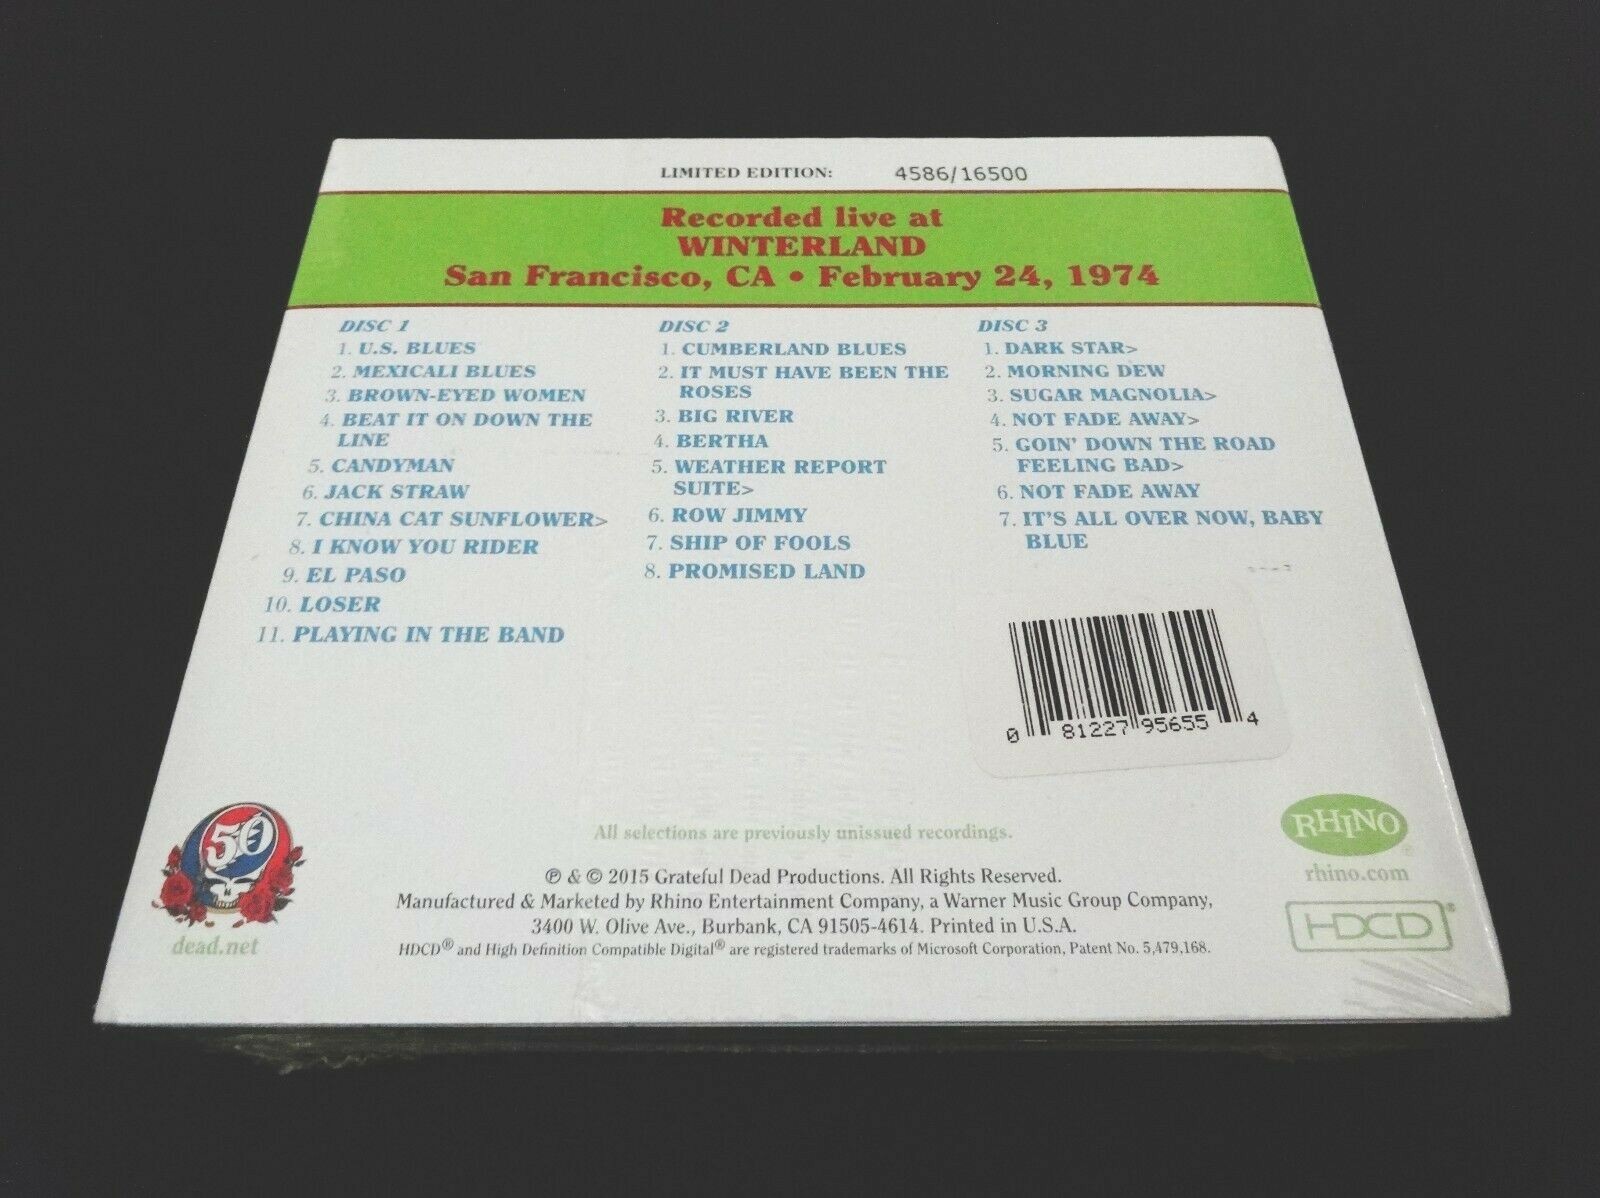 LIMITED EDITION: 4586/16500
Recorded live at
WINTERLAND
San Francisco, CA • February 24, 1974
DISC 1
1. U.S. BLUES
2. MEXICALI BLUES
3. BROWN-EYED WOMEN
4. BEAT IT ON DOWN THE
LINE
5. CANDYMAN
6. JACK STRAW
7. CHINA CAT SUNFLOWER>
8. I KNOW YOU RIDER
9. EL PASO
10. LOSER
11. PLAYING IN THE BAND
DISC 2
1. CUMBERLAND BLUES
2. IT MUST HAVE BEEN THE
ROSES
3. BIG RIVER
4. BERTHA
5. WEATHER REPORT
SUITE>
6. ROW JIMMY
7. SHIP OF FOOLS
8. PROMISED LAND
DISC 3
1. DARK STAR>
2. MORNING DEW
3. SUGAR MAGNOLIA>
4. NOT FADE AWAY>
5. GOIN' DOWN THE ROAD
FEELING BAD>
6. NOT FADE AWAY
7. IT'S ALL OVER NOW, BABY
BLUE
0 81227 95655 4
50
dead.net
All selections are previously unissued recordings.
℗ & © 2015 Grateful Dead Productions. All Rights Reserved.
Manufactured & Marketed by Rhino Entertainment Company, a Warner Music Group Company,
3400 W. Olive Ave., Burbank, CA 91505-4614. Printed in U.S.A.
HDCD® and High Definition Compatible Digital® are registered trademarks of Microsoft Corporation, Patent No. 5,479,168.
RHINO®
rhino.com
HDCD®